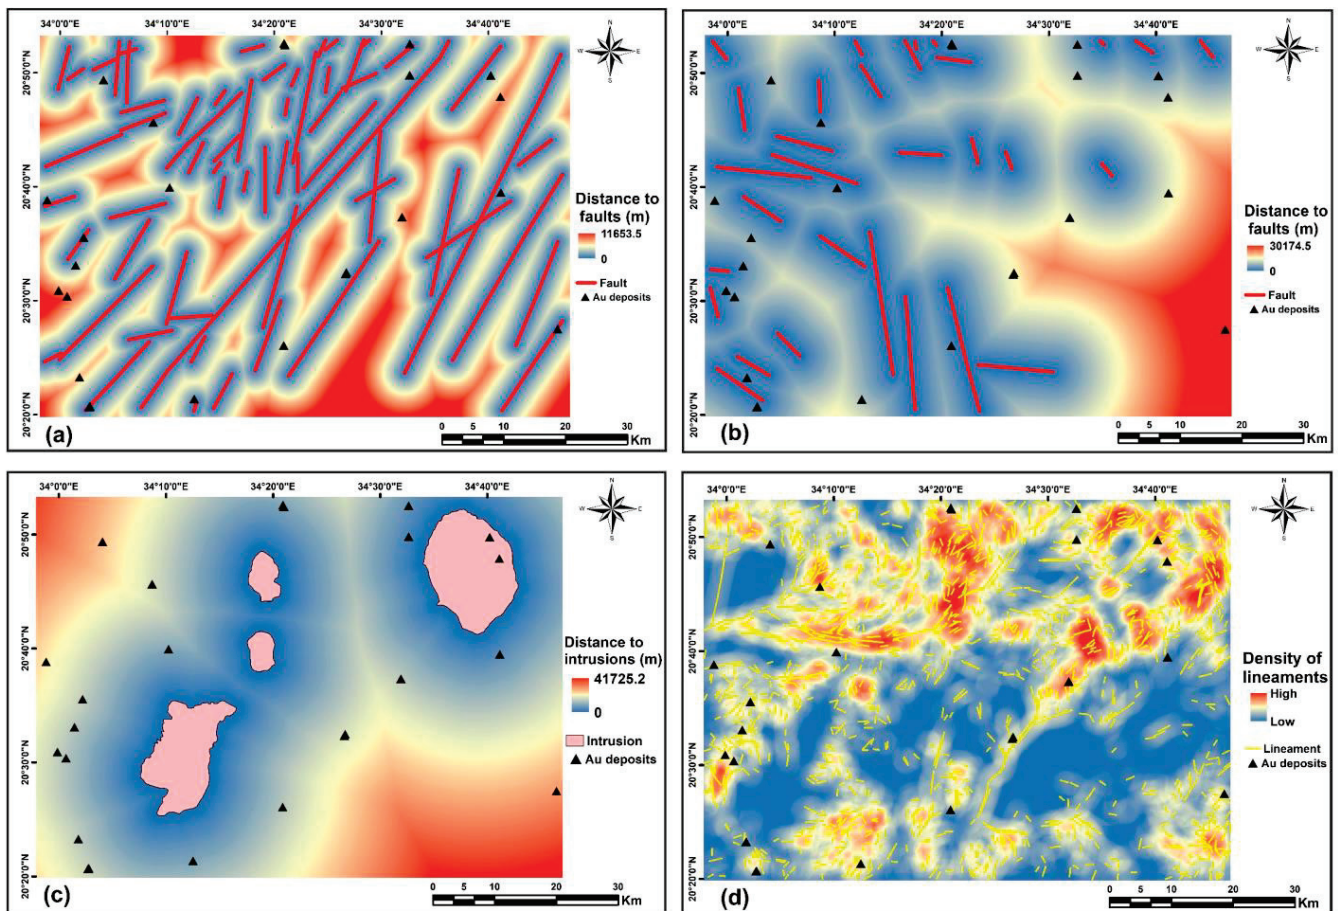 34°0'0"E 34°10'0"E 34°20'0"E 34°30'0"E 34°40'0"E
N
W E
S
20°50'0"N
20°40'0"N
20°30'0"N
20°20'0"N
Distance to
faults (m)
11653.5
0
Fault
Au deposits
(a)
0 5 10 20 30
Km
34°0'0"E 34°10'0"E 34°20'0"E 34°30'0"E 34°40'0"E
N
W E
S
20°50'0"N
20°40'0"N
20°30'0"N
20°20'0"N
Distance to
faults (m)
30174.5
0
Fault
Au deposits
(b)
0 5 10 20 30
Km
34°0'0"E 34°10'0"E 34°20'0"E 34°30'0"E 34°40'0"E
N
W E
S
20°50'0"N
20°40'0"N
20°30'0"N
20°20'0"N
Distance to
intrusions (m)
41725.2
0
Intrusion
Au deposits
(c)
0 5 10 20 30
Km
34°0'0"E 34°10'0"E 34°20'0"E 34°30'0"E 34°40'0"E
N
W E
S
20°50'0"N
20°40'0"N
20°30'0"N
20°20'0"N
Density of
lineaments
High
Low
Lineament
Au deposits
(d)
0 5 10 20 30
Km